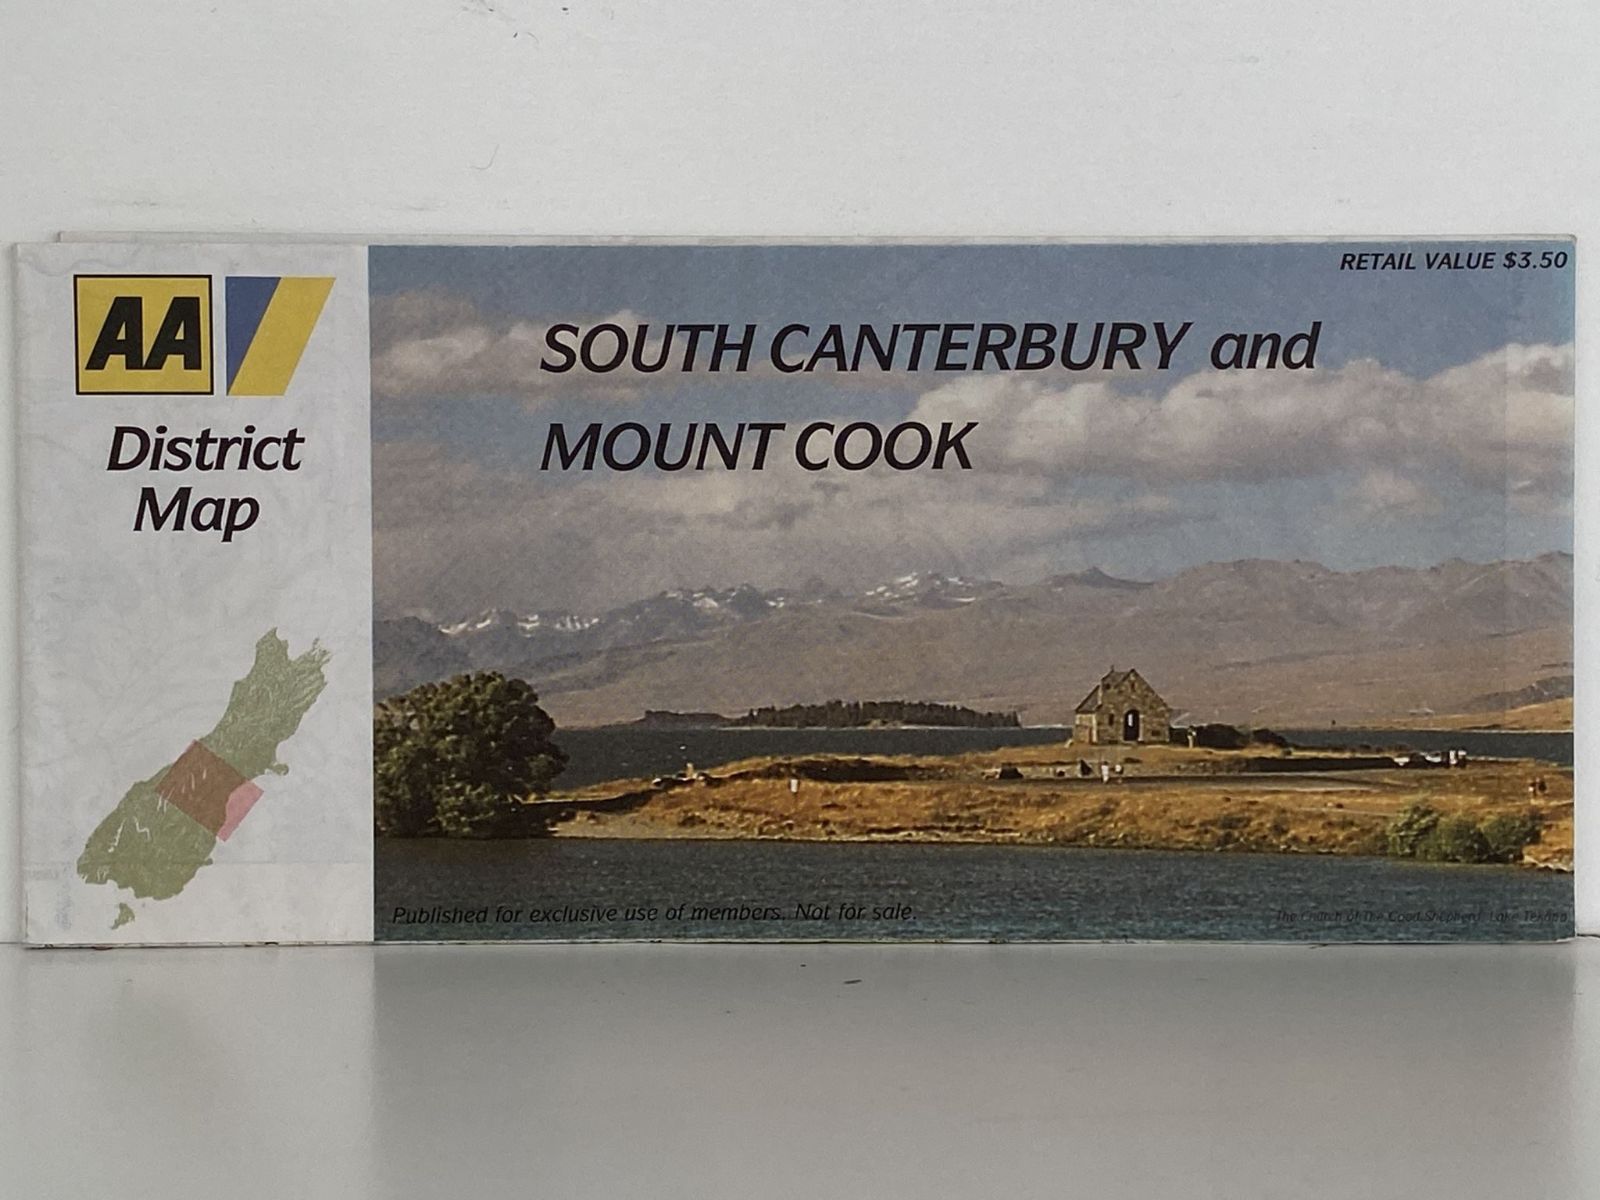 AA
District
Map
RETAIL VALUE $3.50
SOUTH CANTERBURY and
MOUNT COOK
Published for exclusive use of members. Not for sale.
The Church of The Good Shepherd, Lake Tekapo